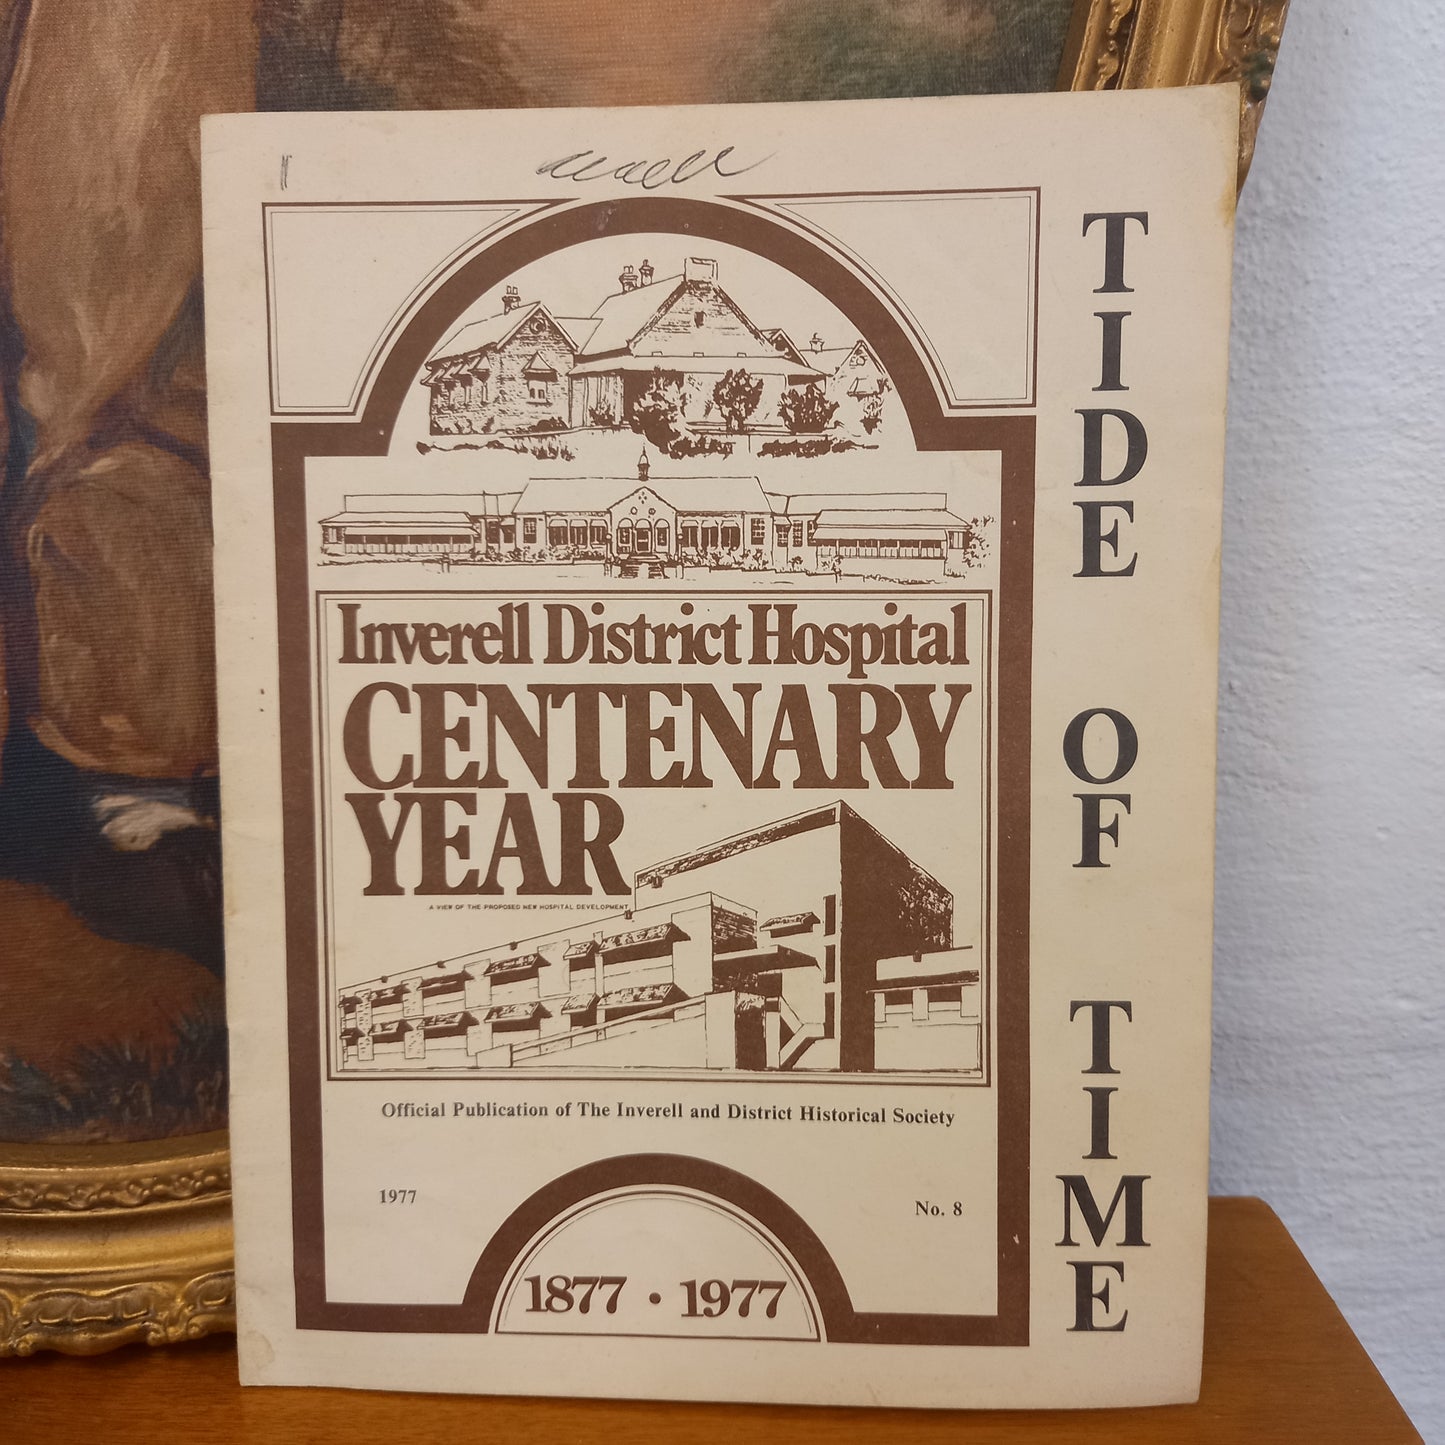 Inverell District Hospital
CENTENARY
YEAR
A VIEW OF THE PROPOSED NEW HOSPITAL DEVELOPMENT
Official Publication of The Inverell and District Historical Society
1977
No. 8
1877 • 1977
TIDE OF TIME